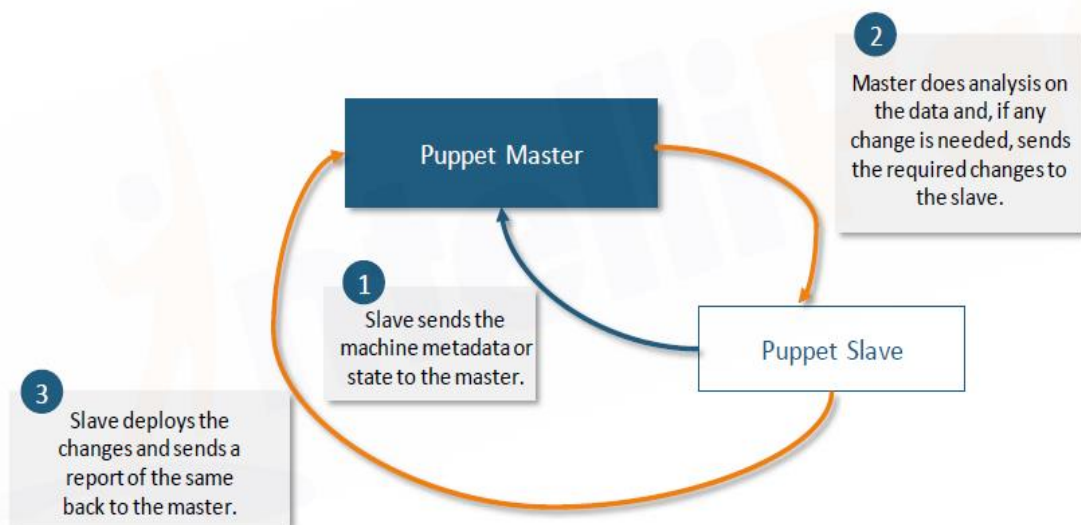 2
Master does analysis on
the data and, if any
change is needed, sends
the required changes to
the slave.
Puppet Master
1
Slave sends the
machine metadata or
state to the master.
Puppet Slave
3
Slave deploys the
changes and sends a
report of the same
back to the master.